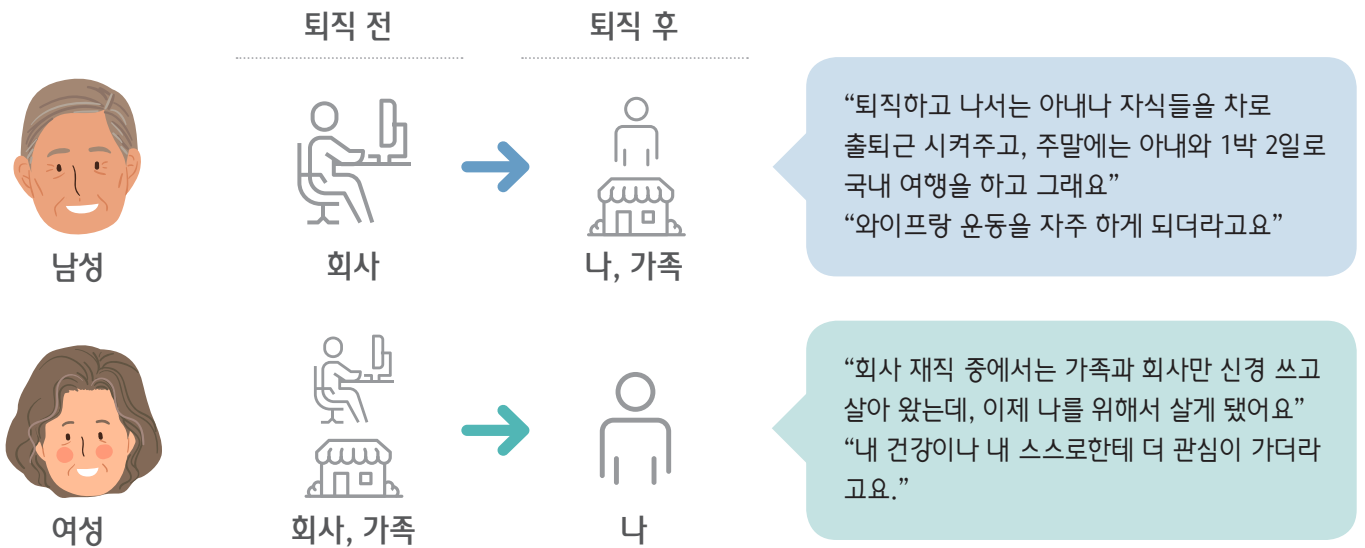 퇴직 전
퇴직 후
남성
회사
나, 가족
“퇴직하고 나서는 아내나 자식들을 차로
출퇴근 시켜주고, 주말에는 아내와 1박 2일로
국내 여행을 하고 그래요”
“와이프랑 운동을 자주 하게 되더라고요”
여성
회사, 가족
나
“회사 재직 중에서는 가족과 회사만 신경 쓰고
살아 왔는데, 이제 나를 위해서 살게 됐어요”
“내 건강이나 내 스스로한테 더 관심이 가더라
고요.”